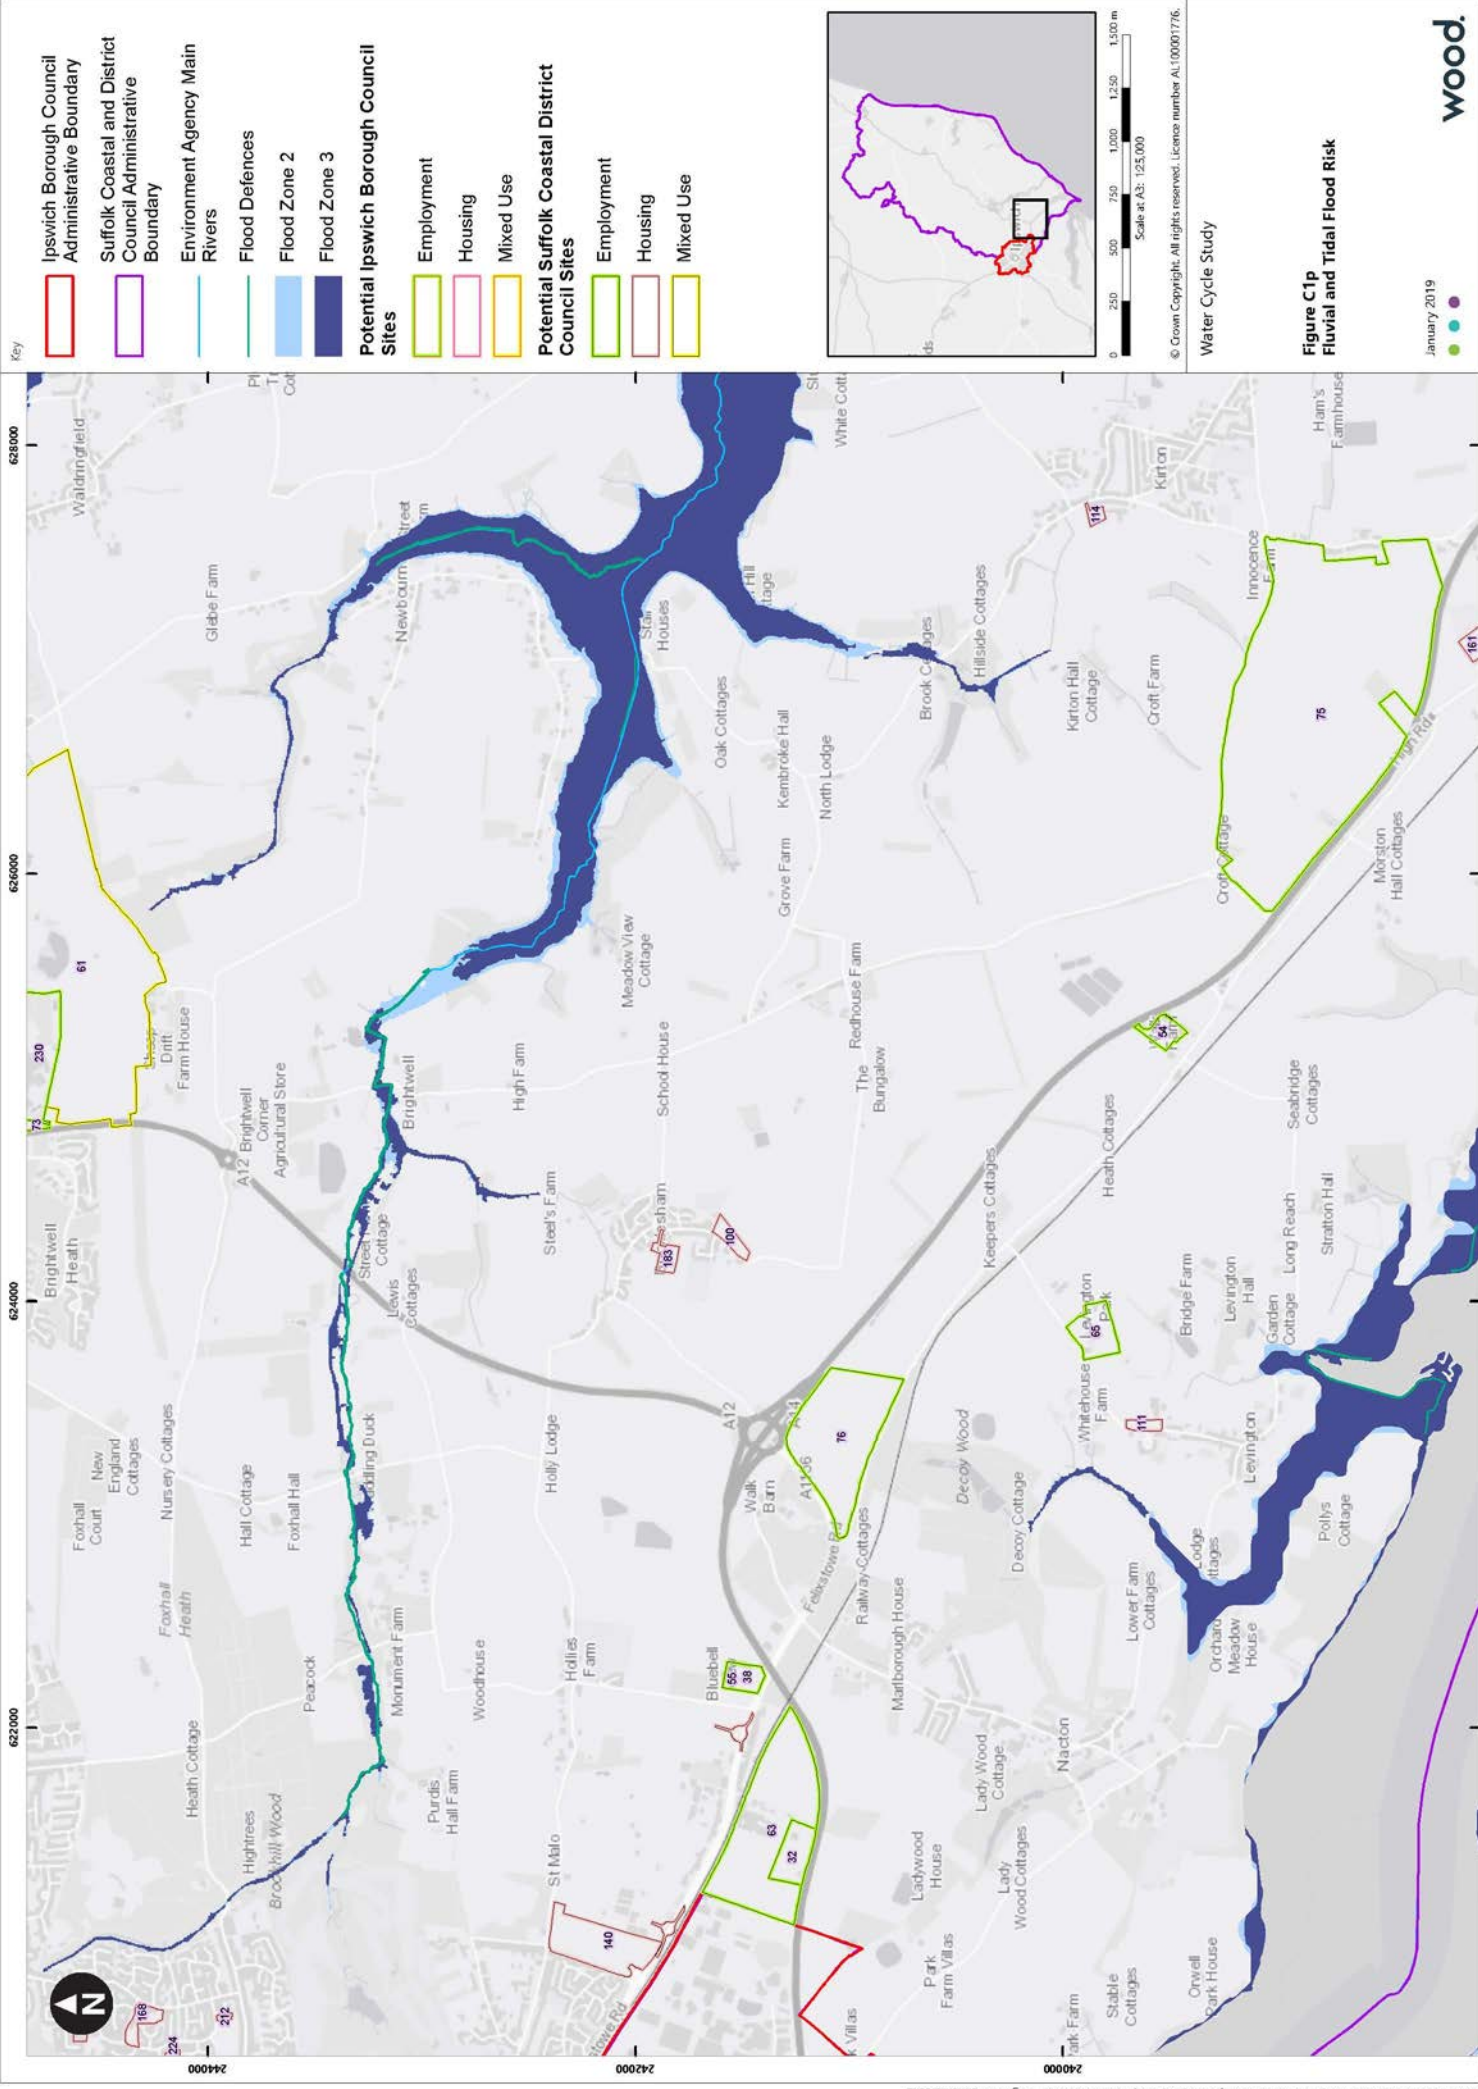 Key
Ipswich Borough Council
Administrative Boundary
Suffolk Coastal and District
Council Administrative
Boundary
Environment Agency Main
Rivers
Flood Defences
Flood Zone 2
Flood Zone 3
Potential Ipswich Borough Council
Sites
Employment
Housing
Mixed Use
Potential Suffolk Coastal District
Council Sites
Employment
Housing
Mixed Use
0 250 500 750 1,000 1,250 1,500 m
Scale at A3: 1:25,000
© Crown Copyright. All rights reserved. Licence number AL100001776.
Water Cycle Study
Figure C1p
Fluvial and Tidal Flood Risk
January 2019
wood.
622000
624000
626000
628000
244000
242000
240000
N
168
212
224
140
63
32
55
38
76
183
100
73
230
61
65
111
54
75
114
161
Waldringfield
Glebe Farm
Newbourn
Brightwell
Heath
Foxhall
Court
New
England
Cottages
Nursery Cottages
Foxhall
Heath
Hall Cottage
Foxhall Hall
Heath Cottage
Hightrees
Peacock
Monument Farm
Purdis
Hall Farm
Woodhouse
St Malo
Hollies
Farm
Holly Lodge
Lewis
Cottages
A12
Brightwell
Corner
Agricultural Store
Drift
Farm House
Brightwell
High Farm
Steel's Farm
School House
Meadow View
Cottage
Oak Cottages
Houses
Kembroke Hall
North Lodge
Grove Farm
Redhouse Farm
The
Bungalow
Hillside Cottages
Kirton Hall
Cottage
Croft Farm
Croft Cottage
Innocence
Farm
Kirton
Ham's
Farmhouse
White Cott
High Rd
Morston
Hall Cottages
Seabridge
Cottages
Heath Cottages
Keepers Cottages
Stratton Hall
Long Reach
Garden
Cottage
Levington
Hall
Bridge Farm
Levington
Park
Whitehouse
Farm
Levington
Pollys
Cottage
Decoy Wood
Decoy Cottage
Lower Farm
Cottages
Orchard
Meadow
House
A12
A14
A1156
Walk
Barn
Felixstowe Rd
Railway Cottages
Marlborough House
Bluebell
Nacton
Lady Wood
Cottage
Ladywood
House
Lady
Wood Cottages
Park
Farm Villas
Stable
Cottages
Orwell
Park House